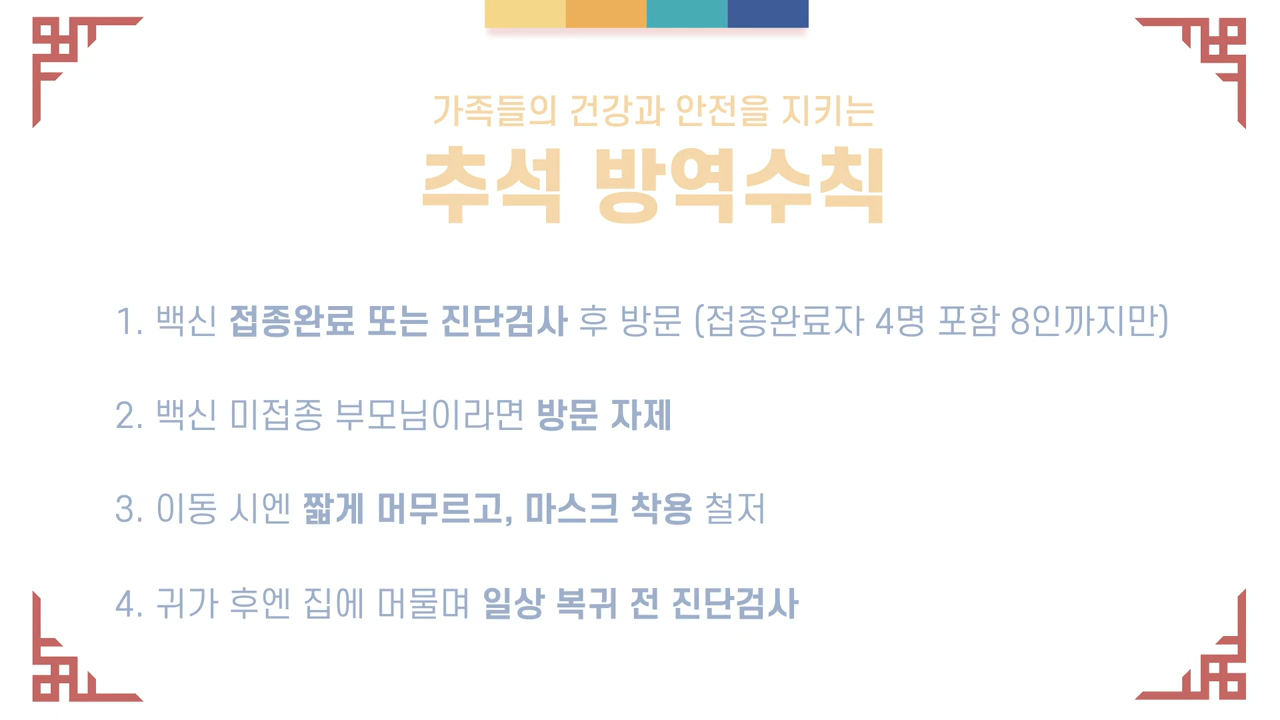 가족들의 건강과 안전을 지키는
추석 방역수칙
1. 백신 접종완료 또는 진단검사 후 방문 (접종완료자 4명 포함 8인까지만)
2. 백신 미접종 부모님이라면 방문 자제
3. 이동 시엔 짧게 머무르고, 마스크 착용 철저
4. 귀가 후엔 집에 머물며 일상 복귀 전 진단검사